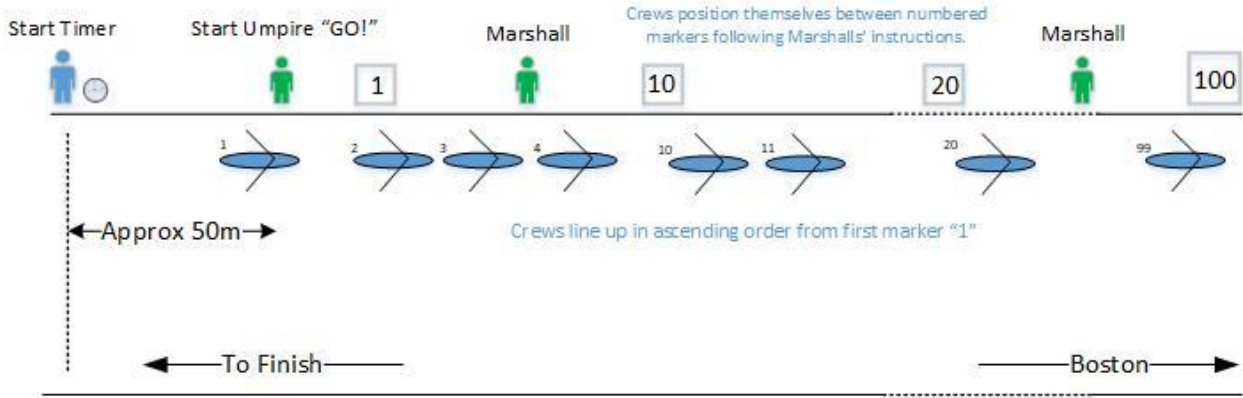 Start Timer
Start Umpire “GO!”
Marshall
Crews position themselves between numbered
markers following Marshalls' instructions.
Marshall
1
10
20
100
1
2
3
4
10
11
20
99
Approx 50m
Crews line up in ascending order from first marker “1”
To Finish
Boston